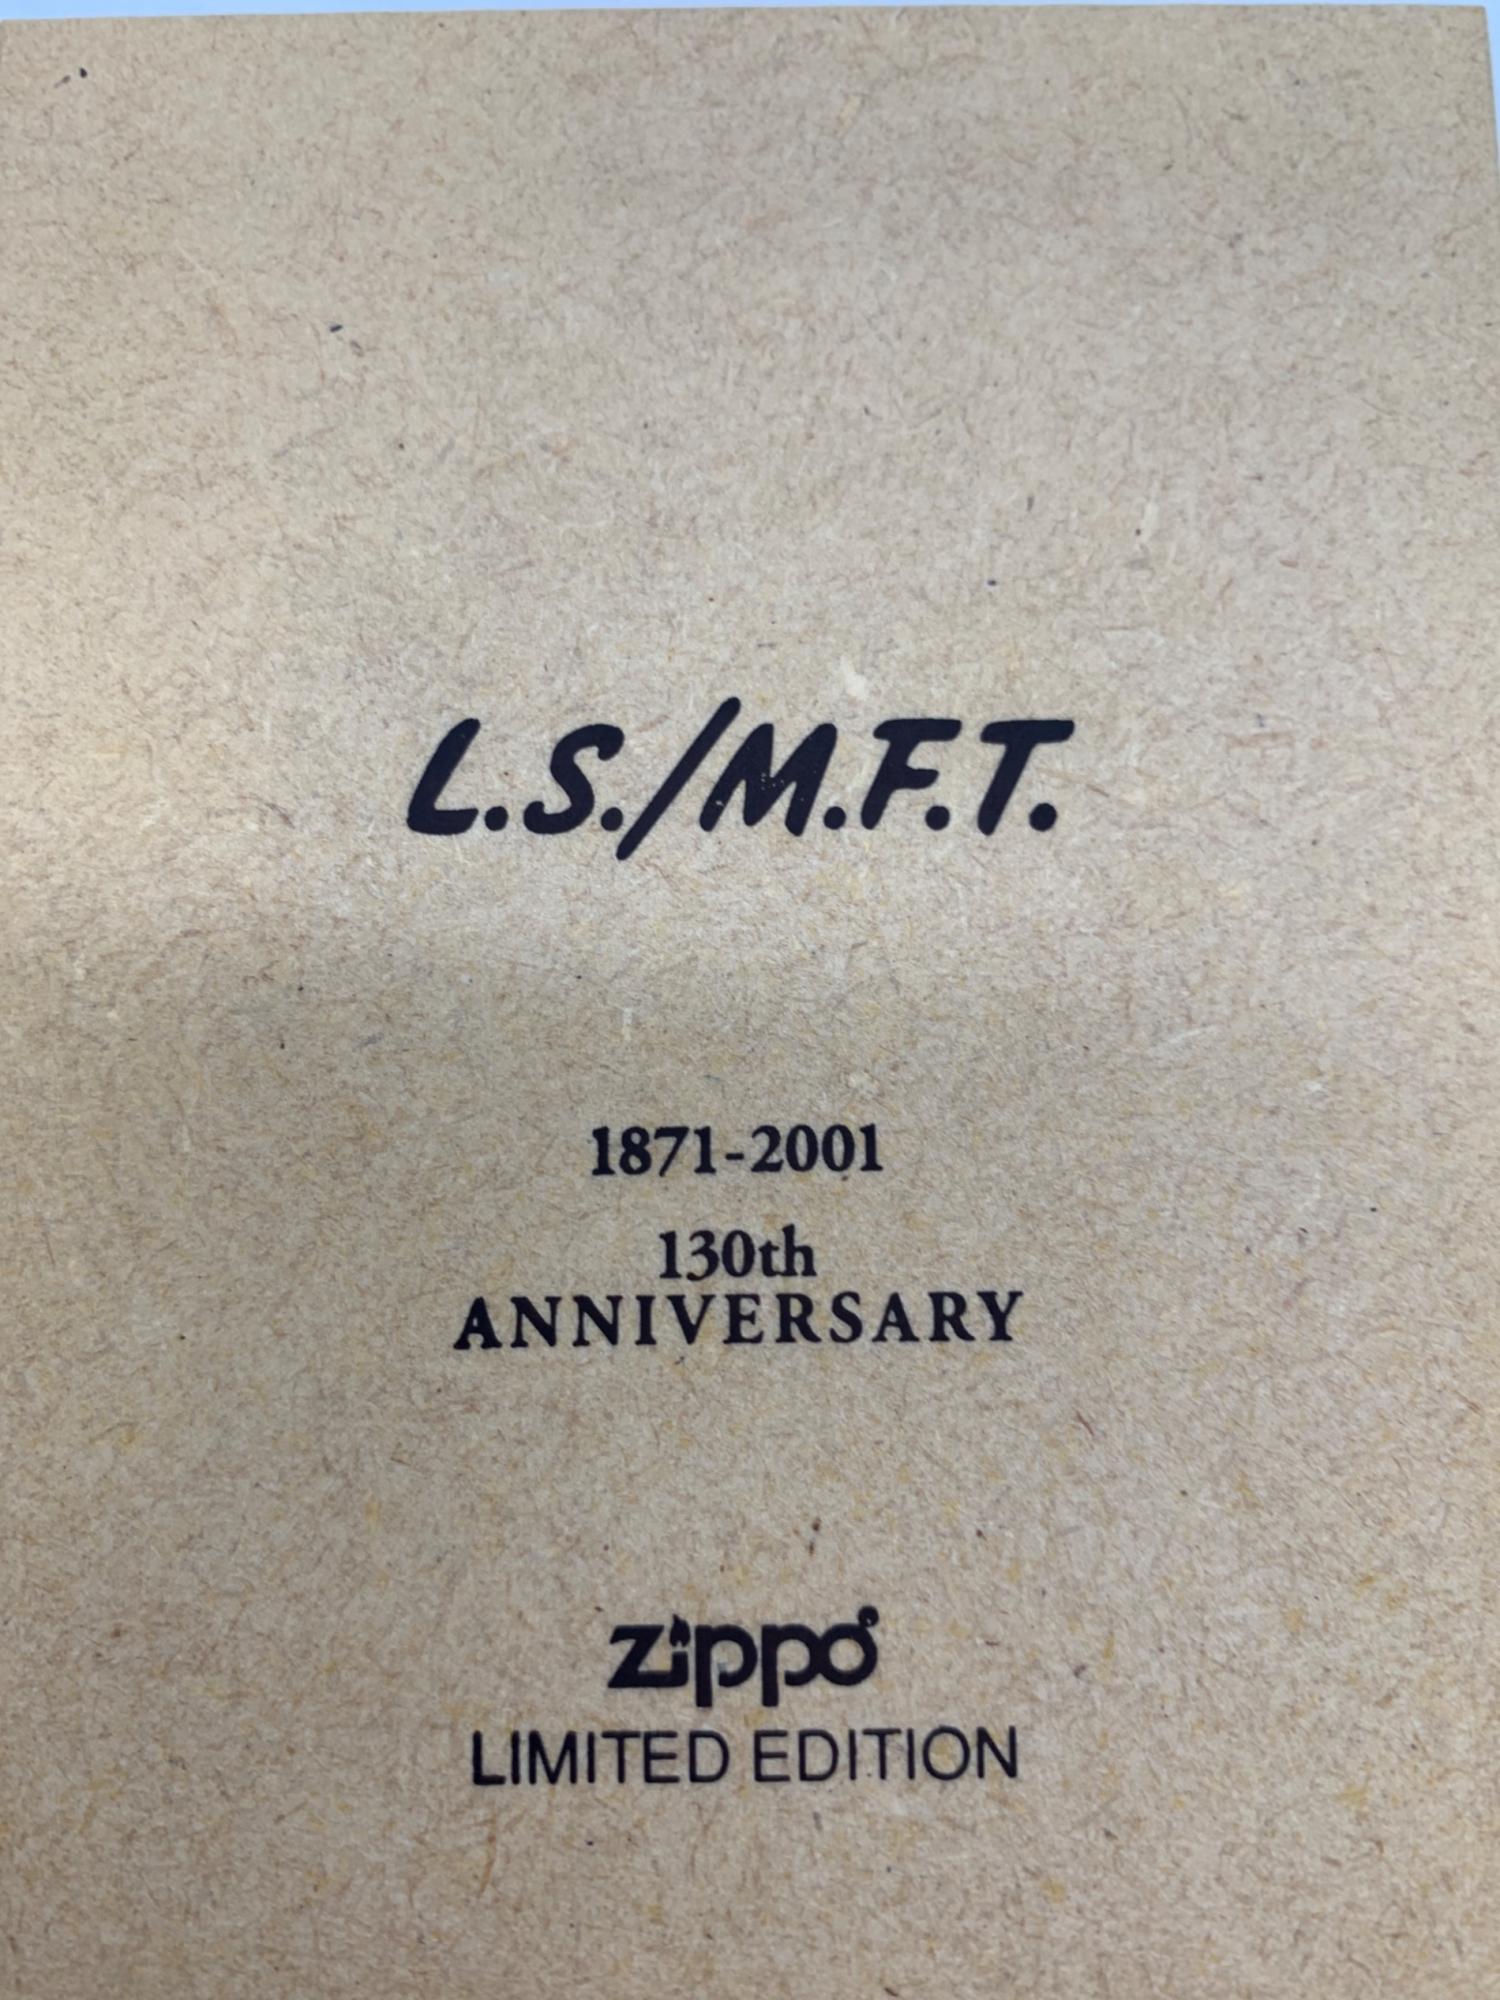 L.S./M.F.T.
1871-2001
130th
ANNIVERSARY
zippo
LIMITED EDITION